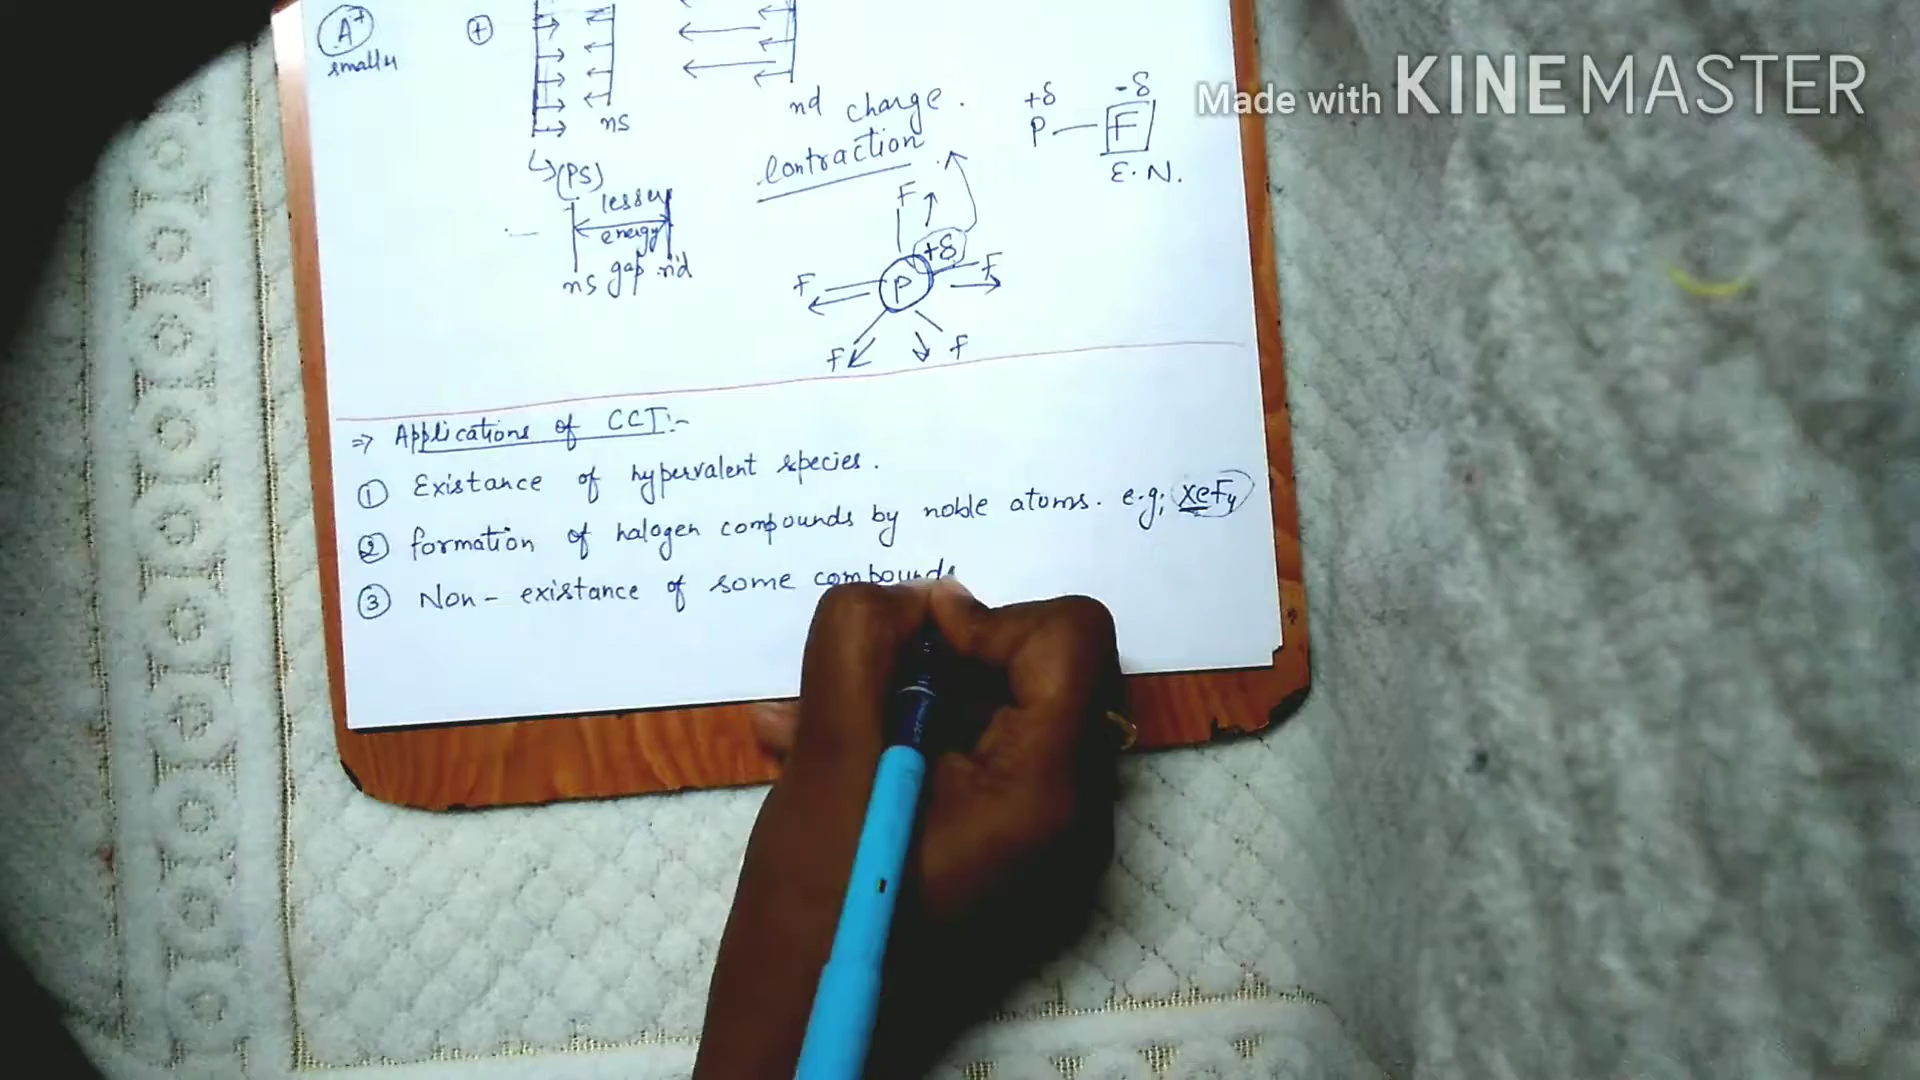 A+
smaller
+
ns
nd charge.
contraction
+δ -δ
P — F
E.N.
Made with KINEMASTER
↳(PS)
lesser
energy
ns gap nd
F
+δ
F P F
F F
⇒ Applications of CCT:-
① Existance of hypervalent species.
② formation of halogen compounds by noble atoms. e.g; XeF4
③ Non-existance of some compounds